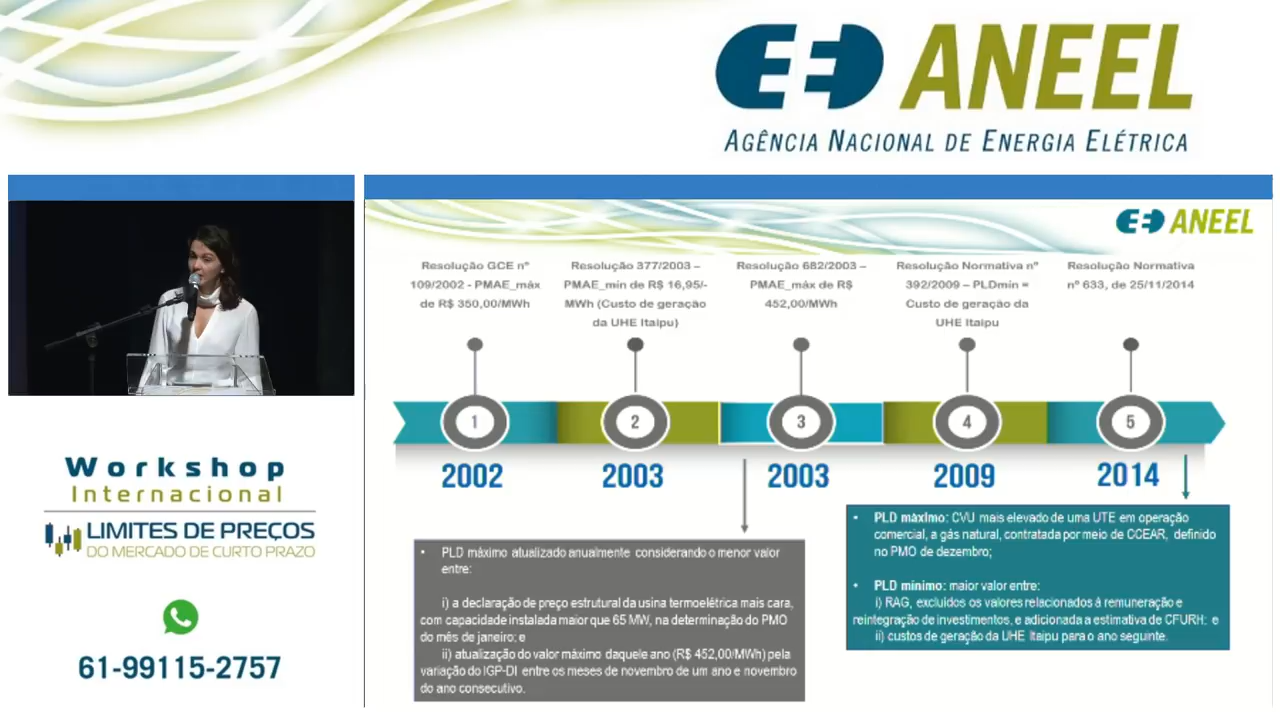 ANEEL
AGÊNCIA NACIONAL DE ENERGIA ELÉTRICA
ANEEL
Resolução GCE nº
109/2002 - PMAE_máx
de R$ 350,00/MWh
Resolução 377/2003 –
PMAE_mín de R$ 16,95/-
MWh (Custo de geração
da UHE Itaipu)
Resolução 682/2003 –
PMAE_máx de R$
452,00/MWh
Resolução Normativa nº
392/2009 – PLDmin =
Custo de geração da
UHE Itaipu
Resolução Normativa
nº 633, de 25/11/2014
1
2
3
4
5
2002
2003
2003
2009
2014
• PLD máximo atualizado anualmente considerando o menor valor
entre:
i) a declaração de preço estrutural da usina termoelétrica mais cara,
com capacidade instalada maior que 65 MW, na determinação do PMO
do mês de janeiro; e
ii) atualização do valor máximo daquele ano (R$ 452,00/MWh) pela
variação do IGP-DI entre os meses de novembro de um ano e novembro
do ano consecutivo.
• PLD máximo: CVU mais elevado de uma UTE em operação
comercial, a gás natural, contratada por meio de CCEAR, definido
no PMO de dezembro;
• PLD mínimo: maior valor entre:
i) RAG, excluídos os valores relacionados à remuneração e
reintegração de investimentos, e adicionada a estimativa de CFURH; e
ii) custos de geração da UHE Itaipu para o ano seguinte.
Workshop
Internacional
LIMITES DE PREÇOS
DO MERCADO DE CURTO PRAZO
61-99115-2757